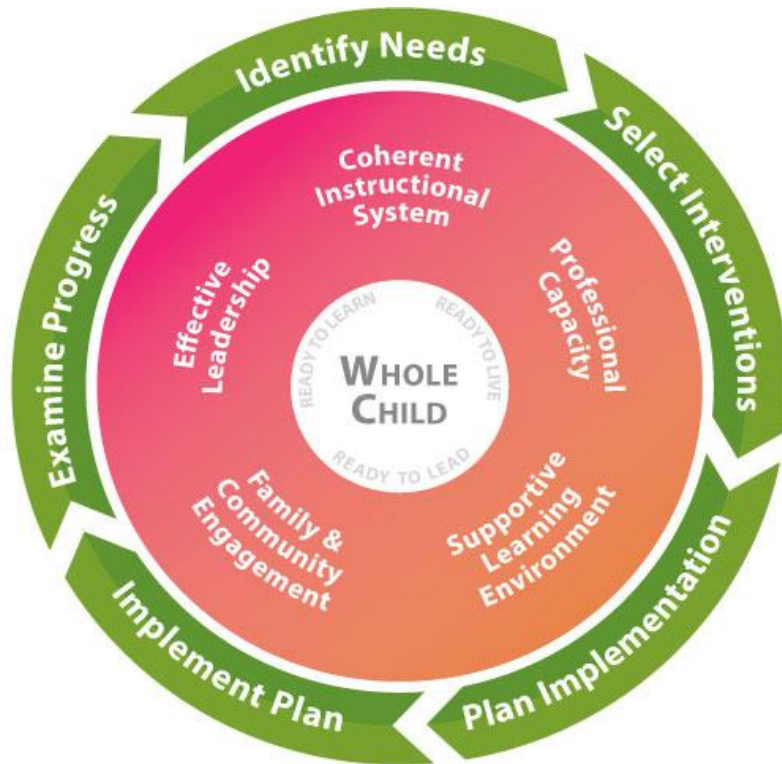 Identify Needs
Select Interventions
Plan Implementation
Implement Plan
Examine Progress
Coherent
Instructional
System
Professional
Capacity
Supportive
Learning
Environment
Family &
Community
Engagement
Effective
Leadership
READY TO LEARN
READY TO LIVE
READY TO LEAD
WHOLE
CHILD